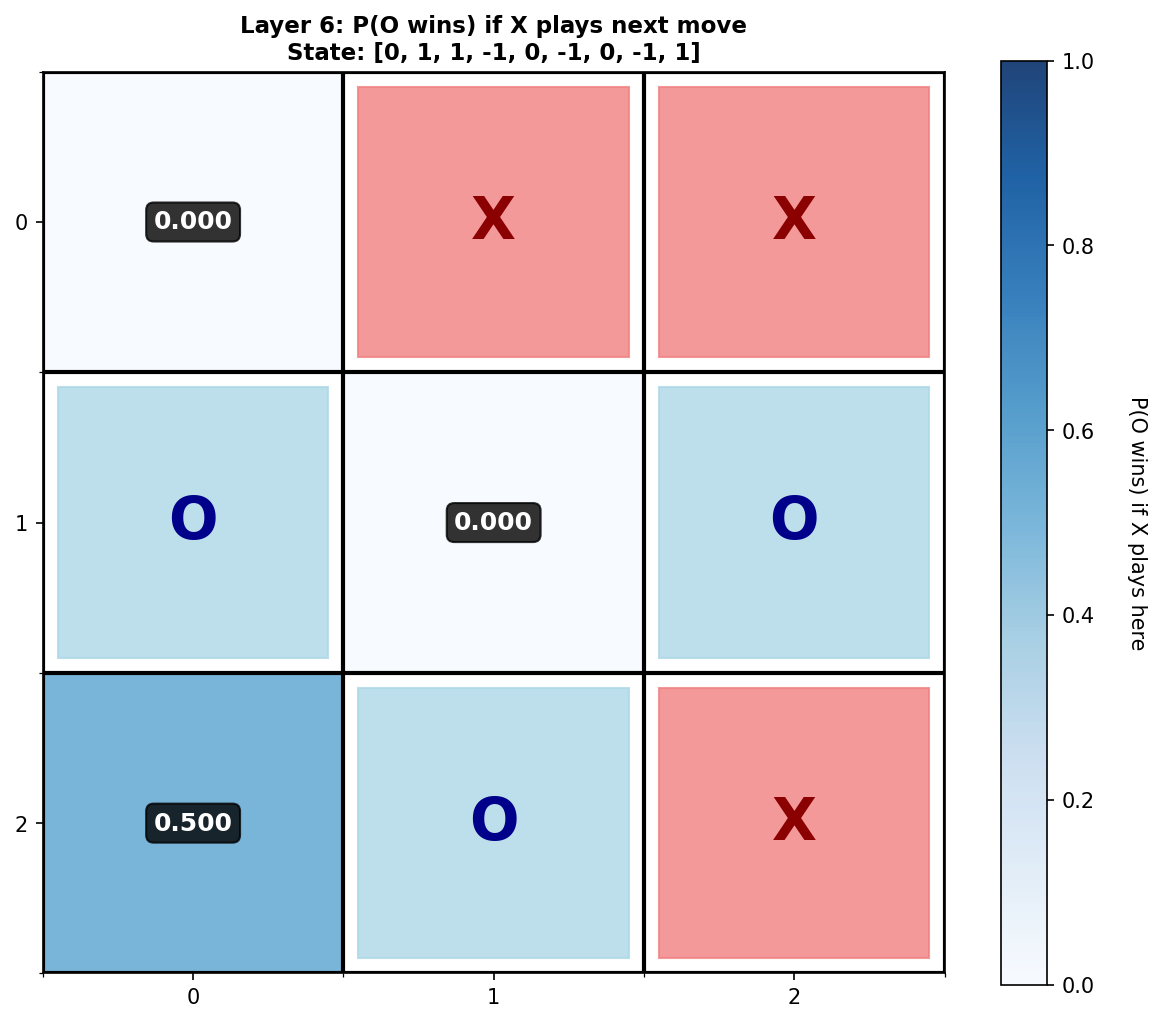 Layer 6: P(O wins) if X plays next move
State: [0, 1, 1, -1, 0, -1, 0, -1, 1]
0
0.000
X
X
1
O
0.000
O
2
0.500
O
X
0
1
2
1.0
0.8
0.6
0.4
0.2
0.0
P(O wins) if X plays here